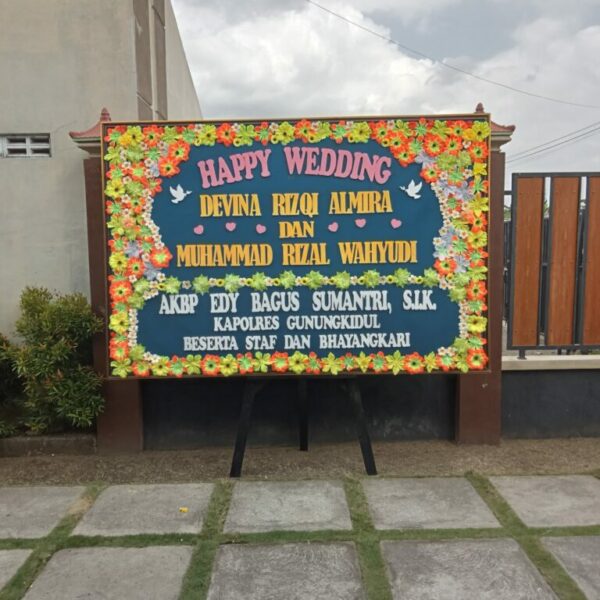 HAPPY WEDDING
DEVINA RIZQI ALMIRA
DAN
MUHAMMAD RIZAL WAHYUDI
AKBP EDY BAGUS SUMANTRI, S.I.K.
KAPOLRES GUNUNGKIDUL
BESERTA STAF DAN BHAYANGKARI